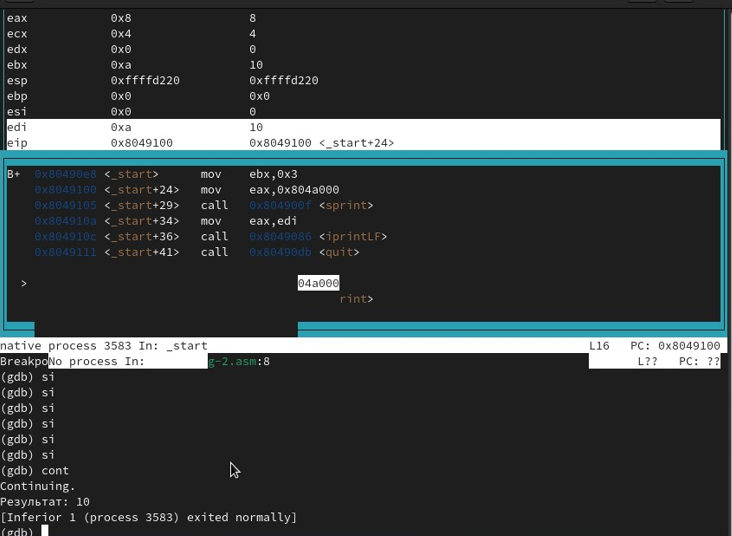 eax 0x8 8
ecx 0x4 4
edx 0x0 0
ebx 0xa 10
esp 0xffffd220 0xffffd220
ebp 0x0 0x0
esi 0x0 0
edi 0xa 10
eip 0x8049100 0x8049100 <_start+24>
B+ 0x80490e8 <_start> mov ebx,0x3
0x8049100 <_start+24> mov eax,0x804a000
0x8049105 <_start+29> call 0x804900f <sprint>
0x804910a <_start+34> mov eax,edi
0x804910c <_start+36> call 0x8049086 <iprintLF>
0x8049111 <_start+41> call 0x80490db <quit>
> 04a000
rint>
native process 3583 In: _start L16 PC: 0x8049100
BreakpoNo process In: g-2.asm:8 L?? PC: ??
(gdb) si
(gdb) si
(gdb) si
(gdb) si
(gdb) si
(gdb) si
(gdb) cont
Continuing.
Результат: 10
[Inferior 1 (process 3583) exited normally]
(gdb)